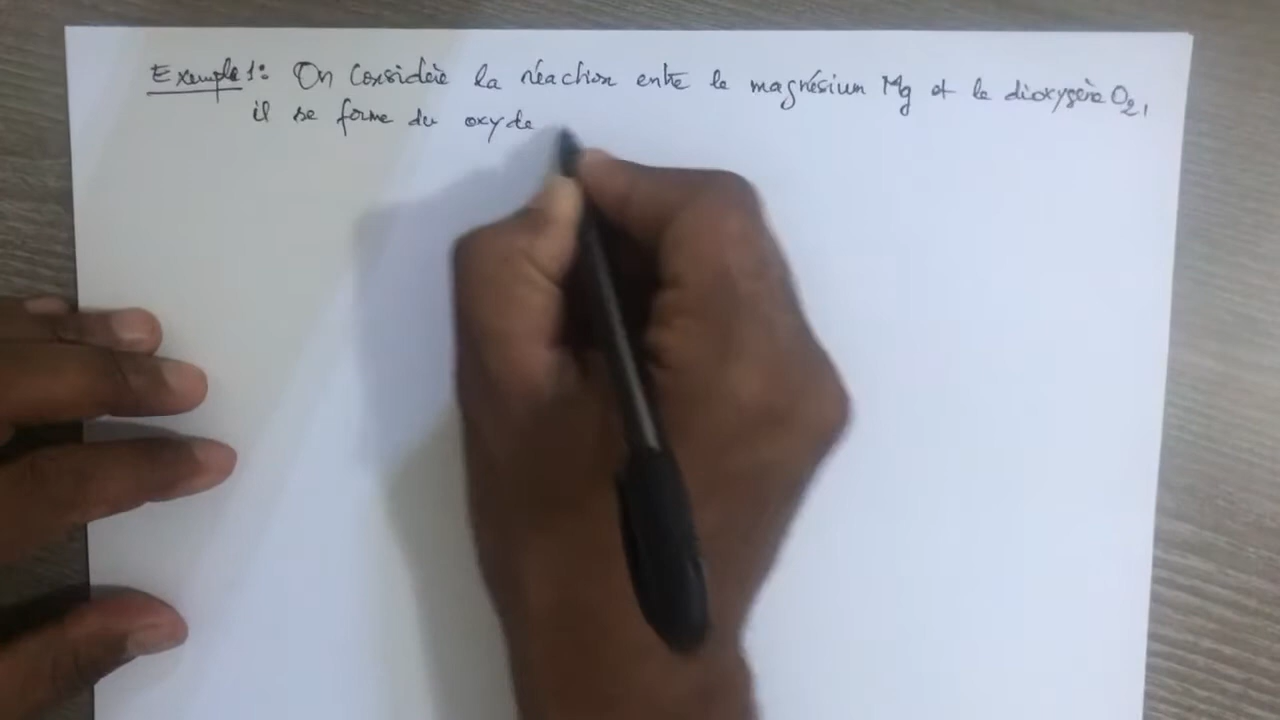 Exemple 1: On Considère la réaction entre le magnésium Mg et le dioxygène O2,
il se forme du oxyde